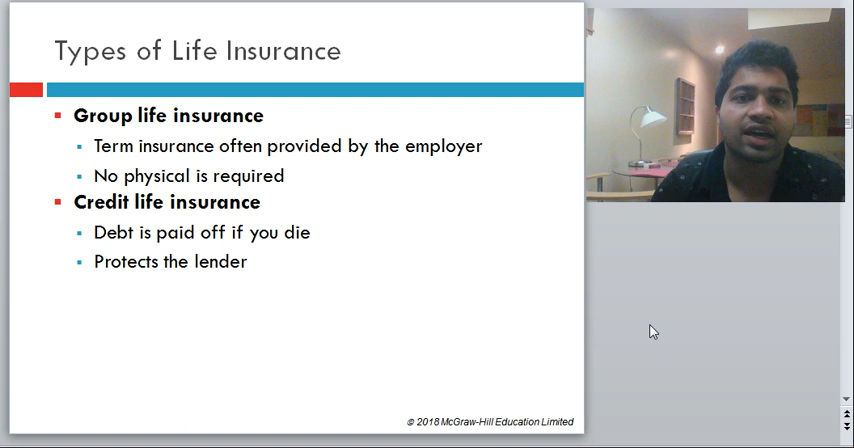 Types of Life Insurance
Group life insurance
Term insurance often provided by the employer
No physical is required
Credit life insurance
Debt is paid off if you die
Protects the lender
© 2018 McGraw-Hill Education Limited